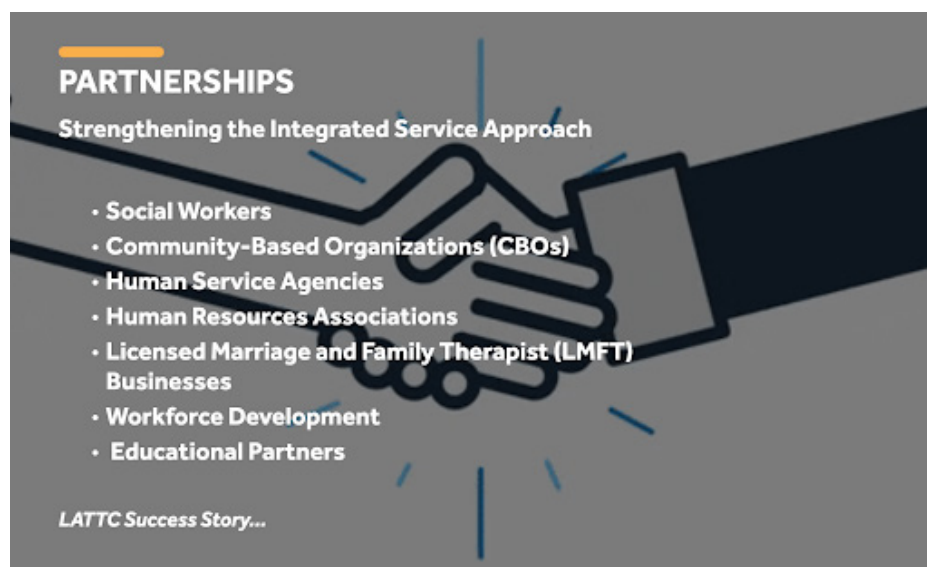 PARTNERSHIPS
Strengthening the Integrated Service Approach
• Social Workers
• Community-Based Organizations (CBOs)
• Human Service Agencies
• Human Resources Associations
• Licensed Marriage and Family Therapist (LMFT)
Businesses
• Workforce Development
• Educational Partners
LATTC Success Story...